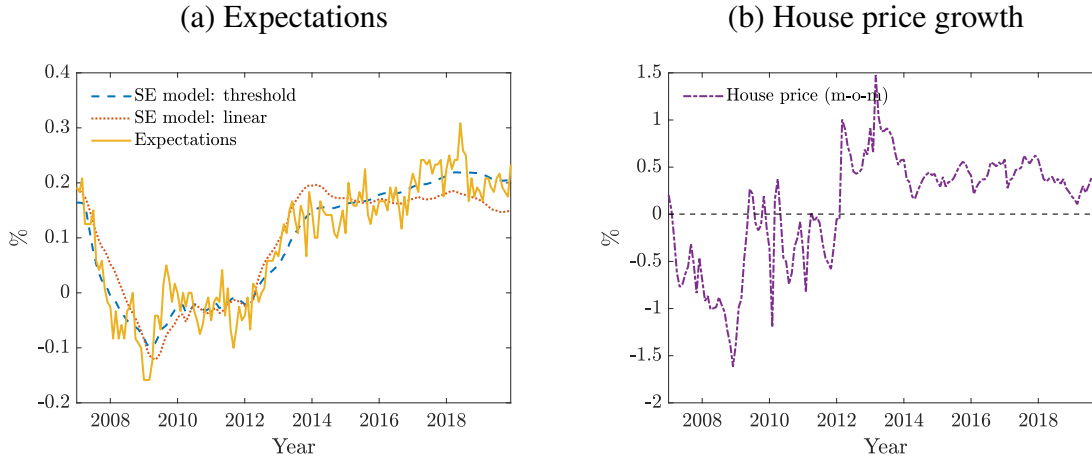 (a) Expectations
0.4
0.3
0.2
0.1
0
-0.1
-0.2
%
SE model: threshold
SE model: linear
Expectations
2008 2010 2012 2014 2016 2018
Year
(b) House price growth
1.5
1
0.5
0
-0.5
-1
-1.5
-2
%
House price (m-o-m)
2008 2010 2012 2014 2016 2018
Year